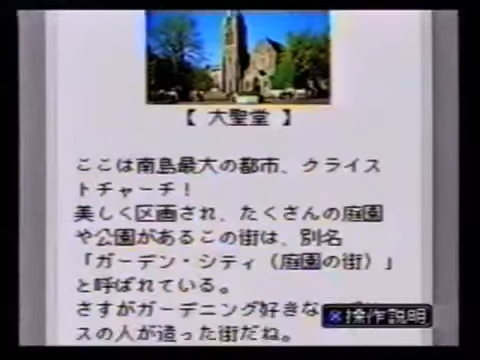 【 大聖堂 】
ここは南島最大の都市、クライス
トチャーチ！
美しく区画され、たくさんの庭園
や公園があるこの街は、別名
「ガーデン・シティ（庭園の街）」
と呼ばれている。
さすがガーデニング好きな
スの人が造った街だね。
※操作説明